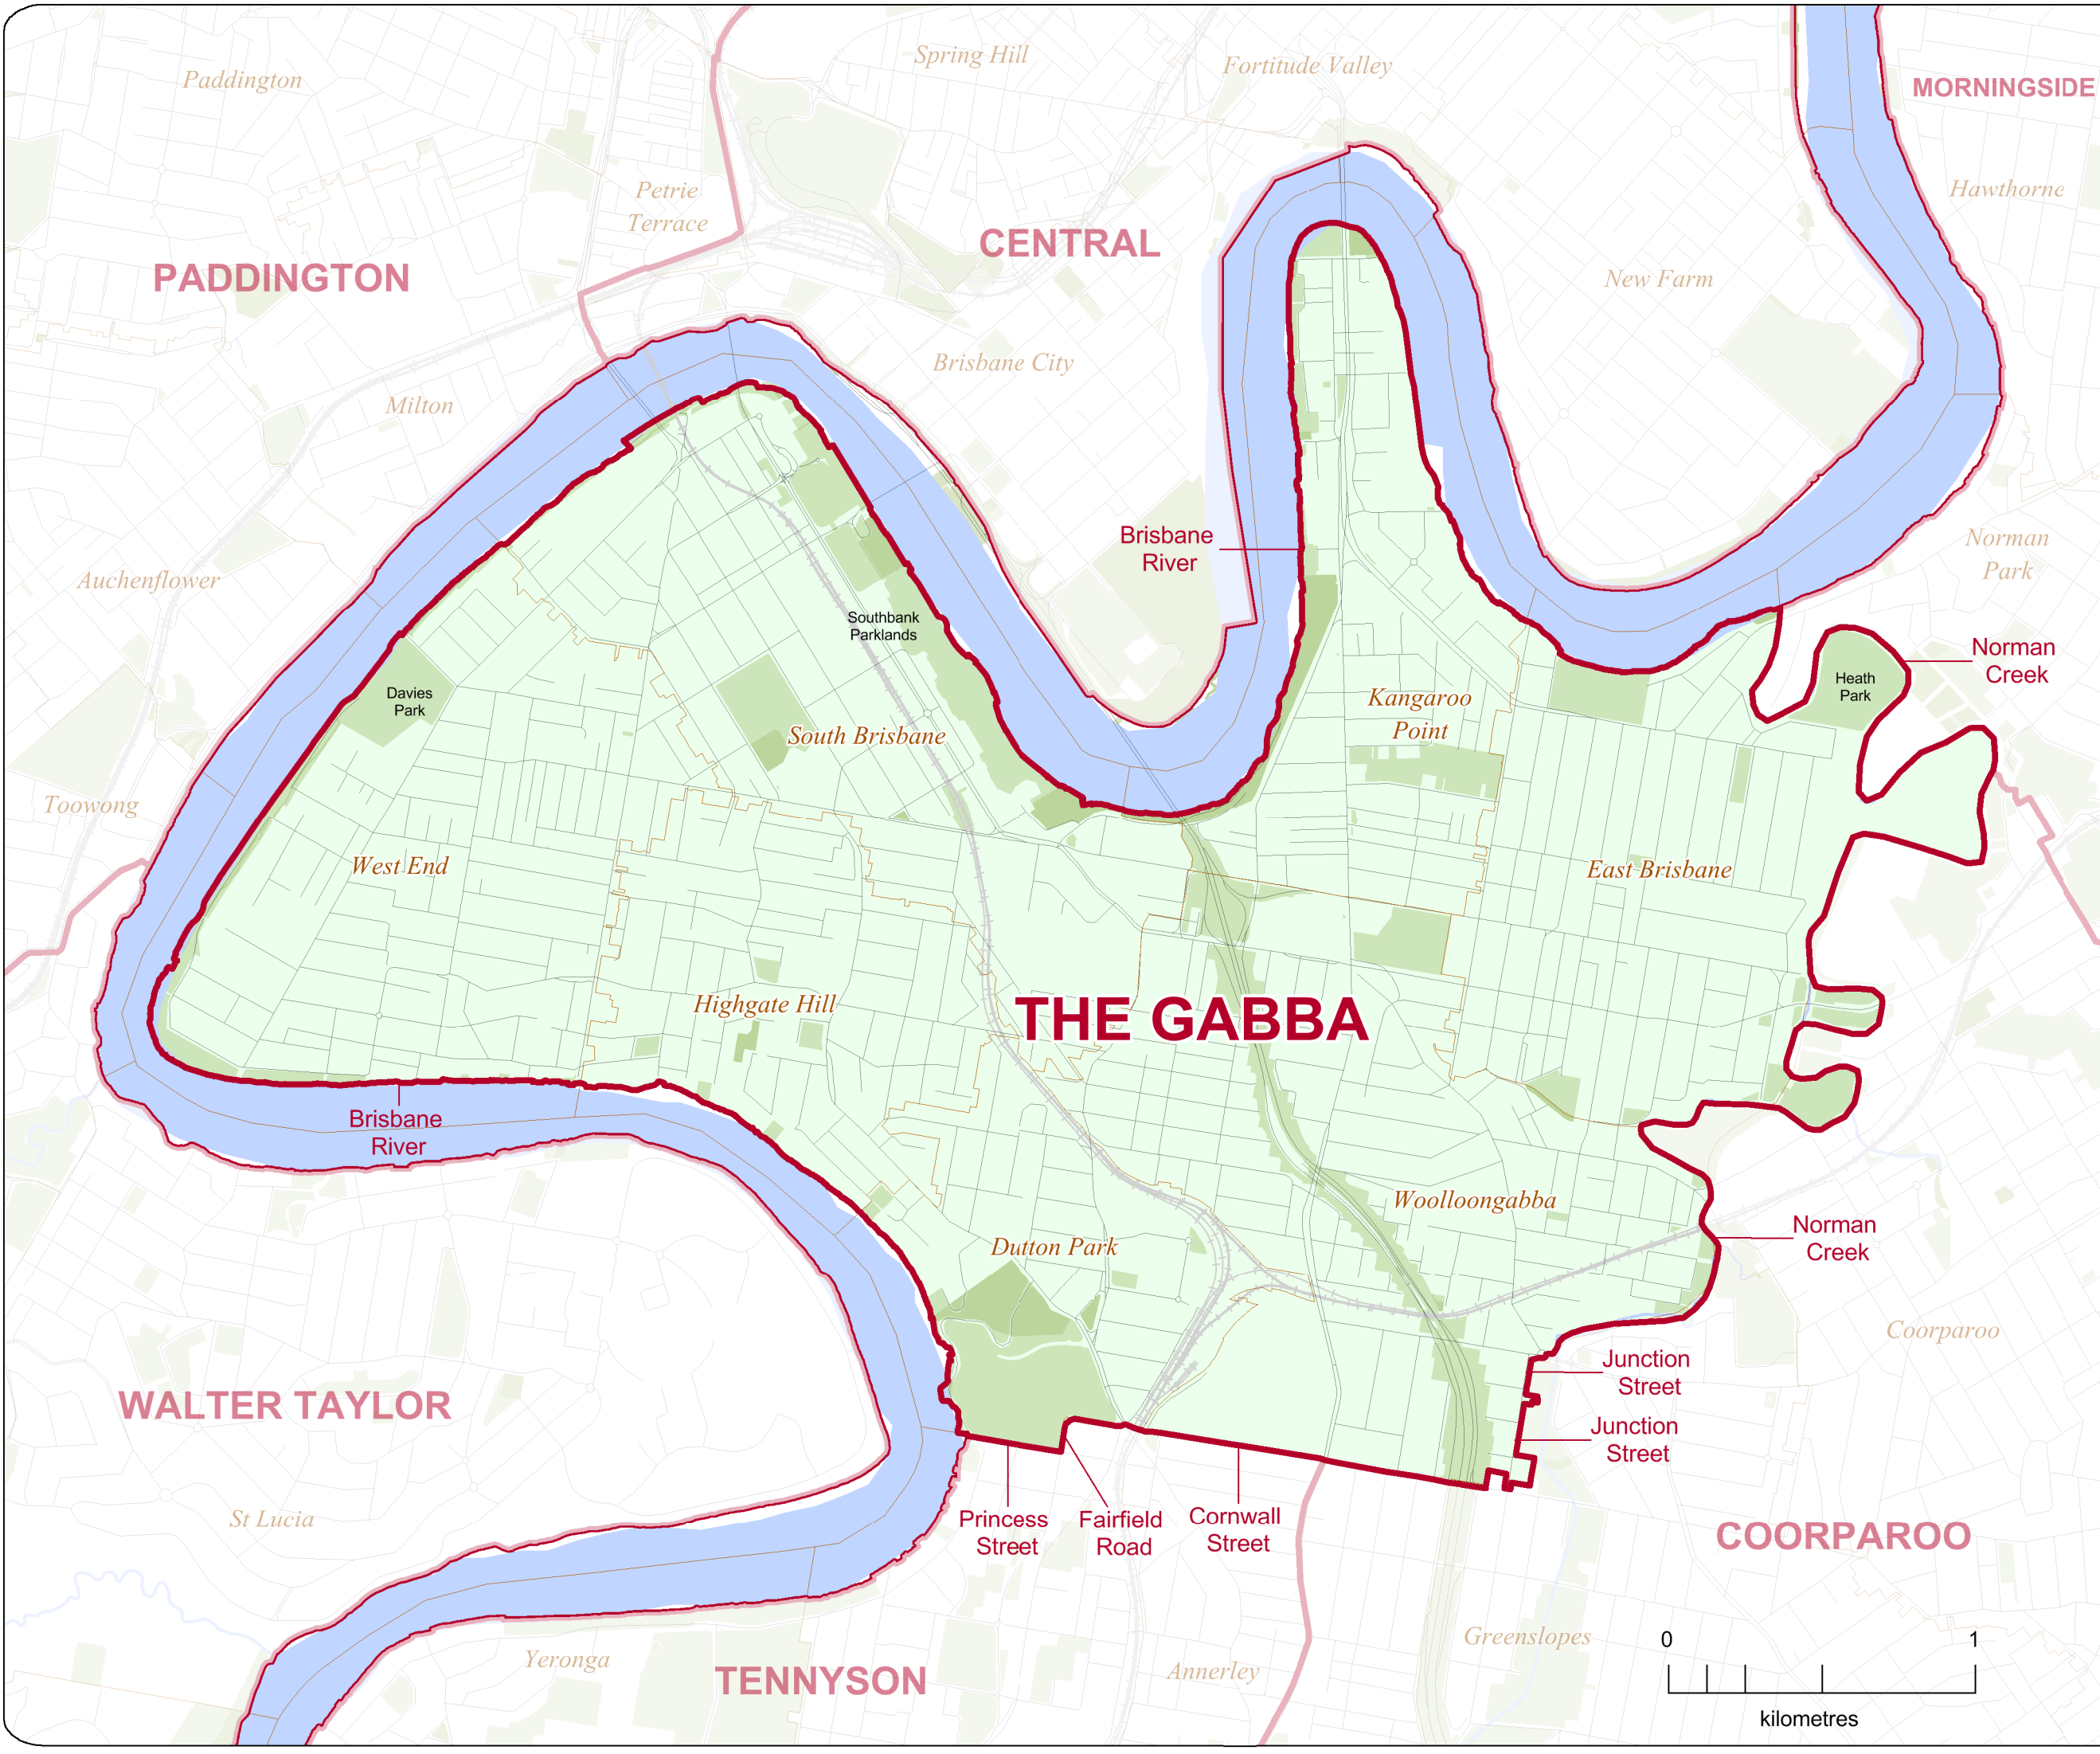 Spring Hill
Fortitude Valley
Paddington
MORNINGSIDE
Petrie
Terrace
Hawthorne
CENTRAL
PADDINGTON
New Farm
Brisbane City
Milton
Brisbane
River
Norman
Park
Auchenflower
Southbank
Parklands
Norman
Creek
Heath
Park
Davies
Park
Kangaroo
Point
South Brisbane
Toowong
West End
East Brisbane
Highgate Hill
THE GABBA
Brisbane
River
Woolloongabba
Norman
Creek
Dutton Park
Coorparoo
Junction
Street
WALTER TAYLOR
Junction
Street
St Lucia
Princess
Street
Fairfield
Road
Cornwall
Street
COORPAROO
Greenslopes
0 1
Yeronga
Annerley
TENNYSON
kilometres